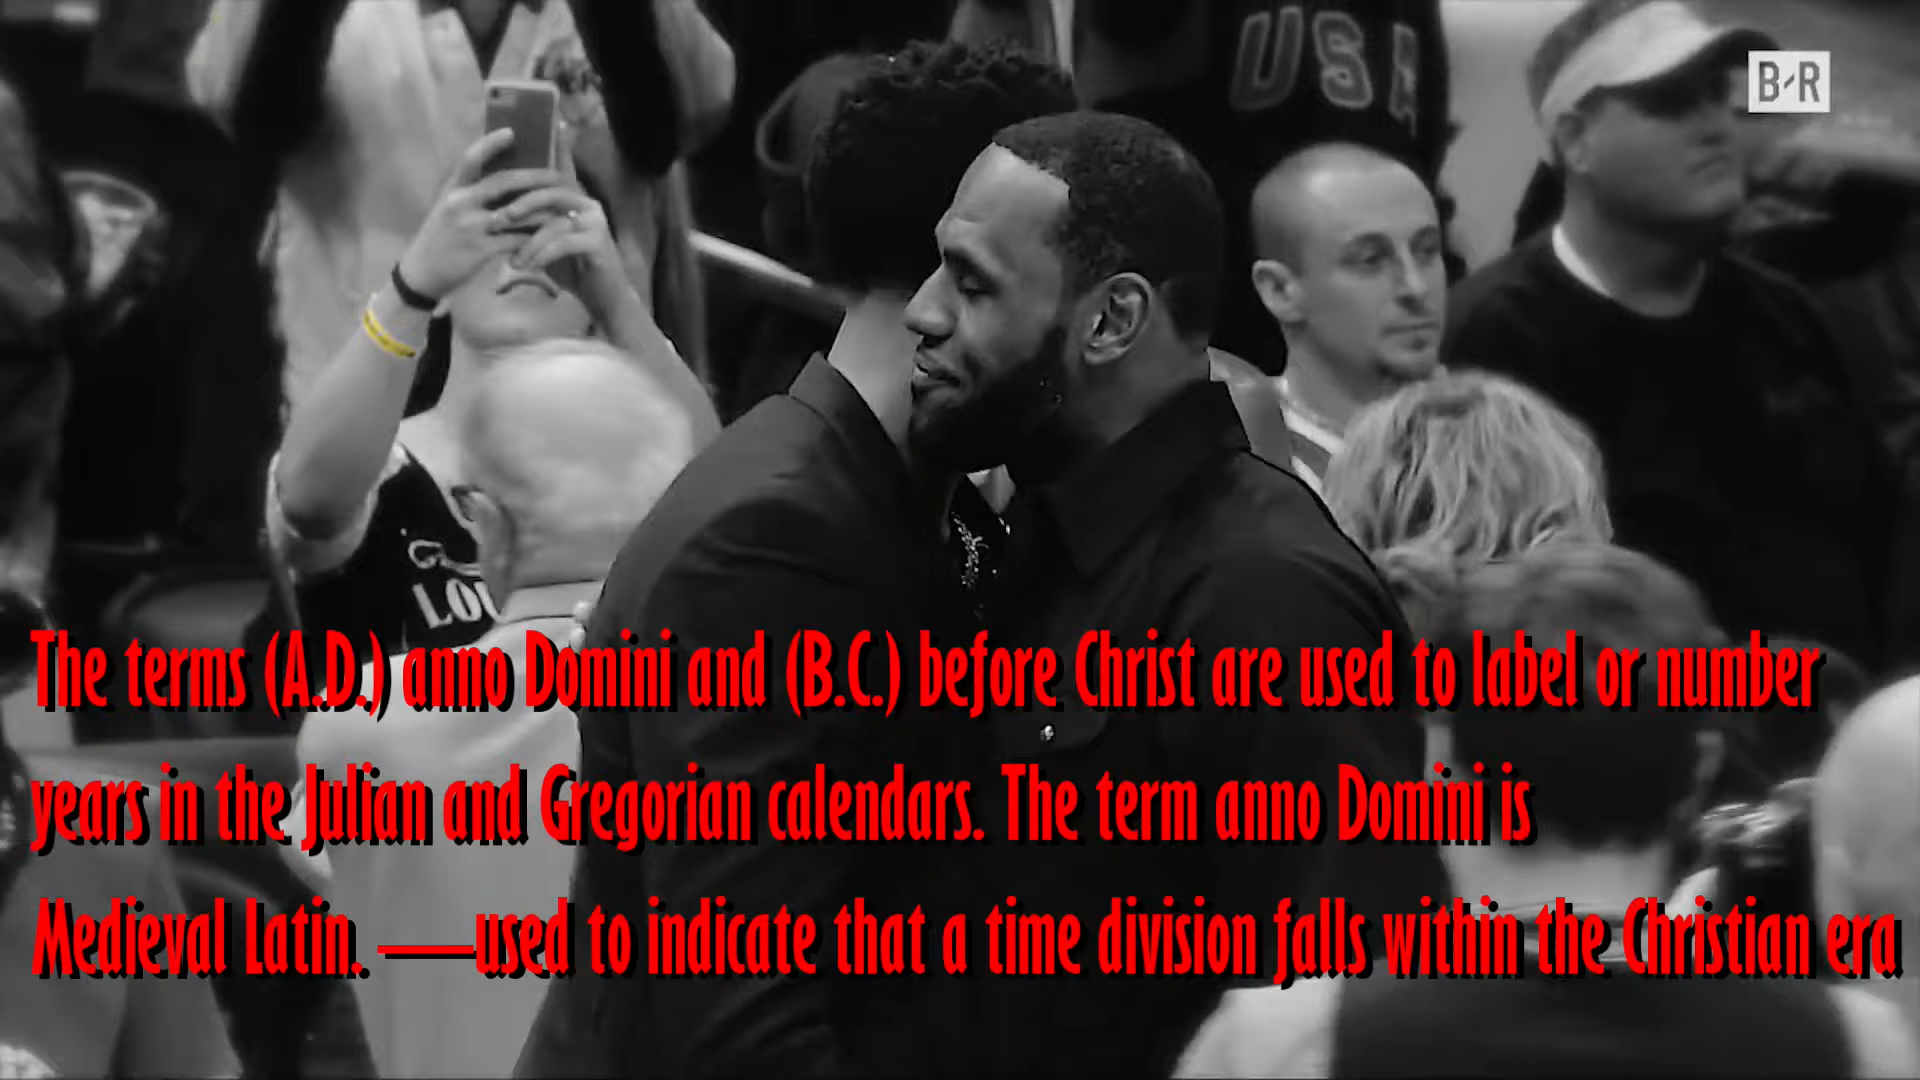 USA
B-R
LOU
The terms (A.D.) anno Domini and (B.C.) before Christ are used to label or number
years in the Julian and Gregorian calendars. The term anno Domini is
Medieval Latin. —used to indicate that a time division falls within the Christian era